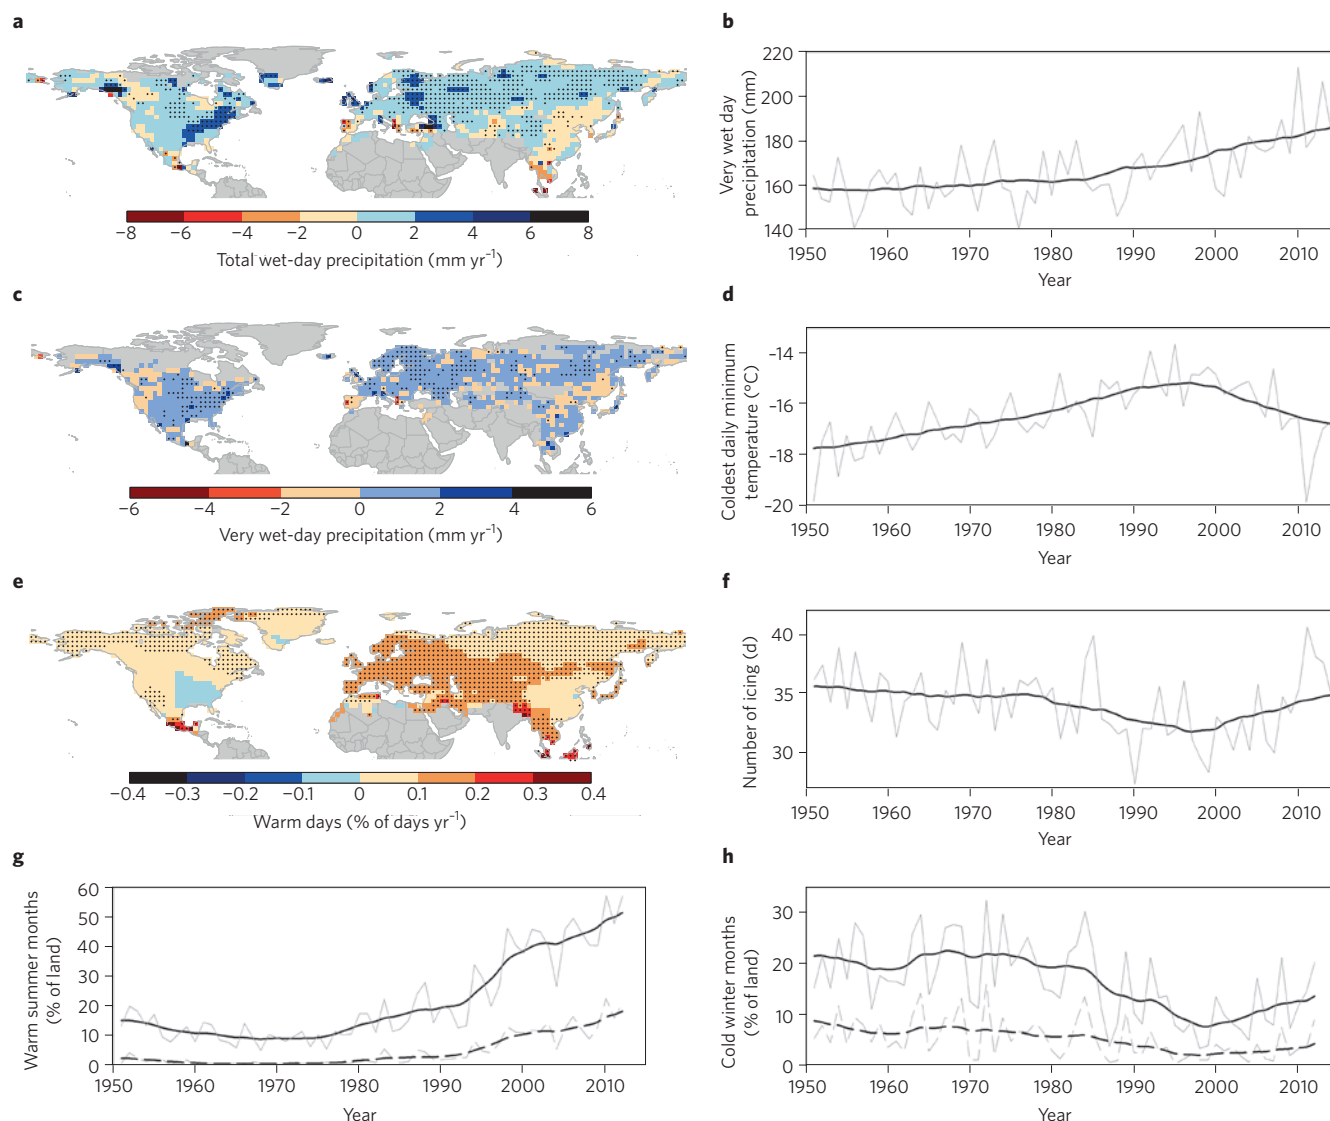 a
−8 −6 −4 −2 0 2 4 6 8
Total wet-day precipitation (mm yr⁻¹)
b
220
200
180
160
140
Very wet day
precipitation (mm)
1950 1960 1970 1980 1990 2000 2010
Year
c
−6 −4 −2 0 2 4 6
Very wet-day precipitation (mm yr⁻¹)
d
−14
−16
−18
−20
Coldest daily minimum
temperature (°C)
1950 1960 1970 1980 1990 2000 2010
Year
e
−0.4 −0.3 −0.2 −0.1 0 0.1 0.2 0.3 0.4
Warm days (% of days yr⁻¹)
f
40
35
30
Number of icing (d)
1950 1960 1970 1980 1990 2000 2010
Year
g
60
50
40
30
20
10
0
Warm summer months
(% of land)
1950 1960 1970 1980 1990 2000 2010
Year
h
30
20
10
0
Cold winter months
(% of land)
1950 1960 1970 1980 1990 2000 2010
Year